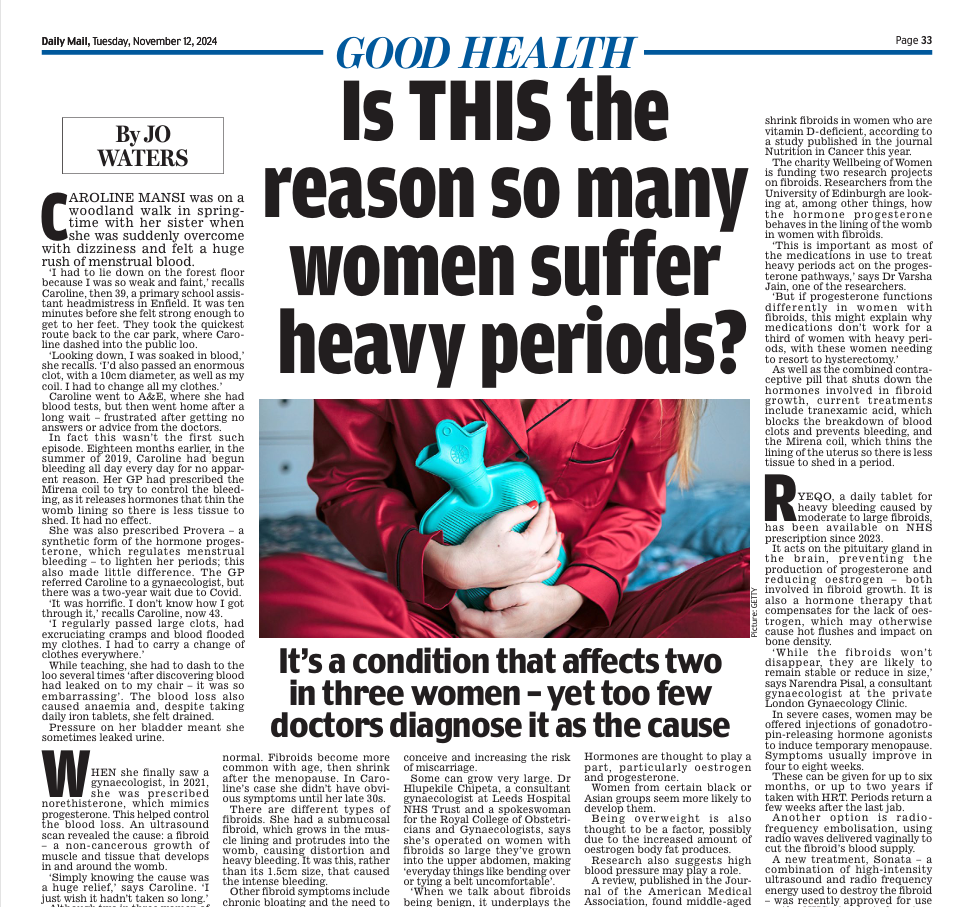 Daily Mail, Tuesday, November 12, 2024
GOOD HEALTH
Page 33
Is THIS the
reason so many
women suffer
heavy periods?
By JO
WATERS
CAROLINE MANSI was on a
woodland walk in spring-
time with her sister when
she was suddenly overcome
with dizziness and felt a huge
rush of menstrual blood.
‘I had to lie down on the forest floor
because I was so weak and faint,’ recalls
Caroline, then 39, a primary school assis-
tant headmistress in Enfield. It was ten
minutes before she felt strong enough to
get to her feet. They took the quickest
route back to the car park, where Caro-
line dashed into the public loo.
‘Looking down, I was soaked in blood,’
she recalls. ‘I’d also passed an enormous
clot, with a 10cm diameter, as well as my
coil. I had to change all my clothes.’
Caroline went to A&E, where she had
blood tests, but then went home after a
long wait – frustrated after getting no
answers or advice from the doctors.
In fact this wasn’t the first such
episode. Eighteen months earlier, in the
summer of 2019, Caroline had begun
bleeding all day every day for no appar-
ent reason. Her GP had prescribed the
Mirena coil to try to control the bleed-
ing, as it releases hormones that thin the
womb lining so there is less tissue to
shed. It had no effect.
She was also prescribed Provera – a
synthetic form of the hormone proges-
terone, which regulates menstrual
bleeding – to lighten her periods; this
also made little difference. The GP
referred Caroline to a gynaecologist, but
there was a two-year wait due to Covid.
‘It was horrific. I don’t know how I got
through it,’ recalls Caroline, now 43.
‘I regularly passed large clots, had
excruciating cramps and blood flooded
my clothes. I had to carry a change of
clothes everywhere.’
While teaching, she had to dash to the
loo several times ‘after discovering blood
had leaked on to my chair – it was so
embarrassing’. The blood loss also
caused anaemia and, despite taking
daily iron tablets, she felt drained.
Pressure on her bladder meant she
sometimes leaked urine.
WHEN she finally saw a
gynaecologist, in 2021,
she was prescribed
norethisterone, which mimics
progesterone. This helped control
the blood loss. An ultrasound
scan revealed the cause: a fibroid
– a non-cancerous growth of
muscle and tissue that develops
in and around the womb.
‘Simply knowing the cause was
a huge relief,’ says Caroline. ‘I
just wish it hadn’t taken so long.’
Picture: GETTY
It’s a condition that affects two
in three women – yet too few
doctors diagnose it as the cause
normal. Fibroids become more
common with age, then shrink
after the menopause. In Caro-
line’s case she didn’t have obvi-
ous symptoms until her late 30s.
There are different types of
fibroids. She had a submucosal
fibroid, which grows in the mus-
cle lining and protrudes into the
womb, causing distortion and
heavy bleeding. It was this, rather
than its 1.5cm size, that caused
the intense bleeding.
Other fibroid symptoms include
chronic bloating and the need to
conceive and increasing the risk
of miscarriage.
Some can grow very large. Dr
Hlupekile Chipeta, a consultant
gynaecologist at Leeds Hospital
NHS Trust and a spokeswoman
for the Royal College of Obstetri-
cians and Gynaecologists, says
she’s operated on women with
fibroids so large they’ve grown
into the upper abdomen, making
‘everyday things like bending over
or tying a belt uncomfortable’.
‘When we talk about fibroids
being benign, it underplays the
Hormones are thought to play a
part, particularly oestrogen
and progesterone.
Women from certain black or
Asian groups seem more likely to
develop them.
Being overweight is also
thought to be a factor, possibly
due to the increased amount of
oestrogen body fat produces.
Research also suggests high
blood pressure may play a role.
A review, published in the Jour-
nal of the American Medical
Association, found middle-aged
shrink fibroids in women who are
vitamin D-deficient, according to
a study published in the journal
Nutrition in Cancer this year.
The charity Wellbeing of Women
is funding two research projects
on fibroids. Researchers from the
University of Edinburgh are look-
ing at, among other things, how
the hormone progesterone
behaves in the lining of the womb
in women with fibroids.
‘This is important as most of
the medications in use to treat
heavy periods act on the proges-
terone pathways,’ says Dr Varsha
Jain, one of the researchers.
‘But if progesterone functions
differently in women with
fibroids, this might explain why
medications don’t work for a
third of women with heavy peri-
ods, with these women needing
to resort to hysterectomy.’
As well as the combined contra-
ceptive pill that shuts down the
hormones involved in fibroid
growth, current treatments
include tranexamic acid, which
blocks the breakdown of blood
clots and prevents bleeding, and
the Mirena coil, which thins the
lining of the uterus so there is less
tissue to shed in a period.
RYEQO, a daily tablet for
heavy bleeding caused by
moderate to large fibroids,
has been available on NHS
prescription since 2023.
It acts on the pituitary gland in
the brain, preventing the
production of progesterone and
reducing oestrogen – both
involved in fibroid growth. It is
also a hormone therapy that
compensates for the lack of oes-
trogen, which may otherwise
cause hot flushes and impact on
bone density.
‘While the fibroids won’t
disappear, they are likely to
remain stable or reduce in size,’
says Narendra Pisal, a consultant
gynaecologist at the private
London Gynaecology Clinic.
In severe cases, women may be
offered injections of gonadotro-
pin-releasing hormone agonists
to induce temporary menopause.
Symptoms usually improve in
four to eight weeks.
These can be given for up to six
months, or up to two years if
taken with HRT. Periods return a
few weeks after the last jab.
Another option is radio-
frequency embolisation, using
radio waves delivered vaginally to
cut the fibroid’s blood supply.
A new treatment, Sonata – a
combination of high-intensity
ultrasound and radio frequency
energy used to destroy the fibroid
– was recently approved for use